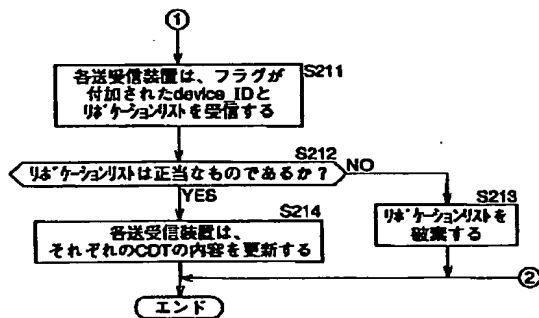 ①
S211
各送受信装置は、フラグが
付加されたdevice_IDと
リボケーションリストを受信する
S212
リボケーションリストは正当なものであるか?
NO
YES
S213
リボケーションリストを
破棄する
S214
各送受信装置は、
それぞれのCDTの内容を更新する
②
エンド